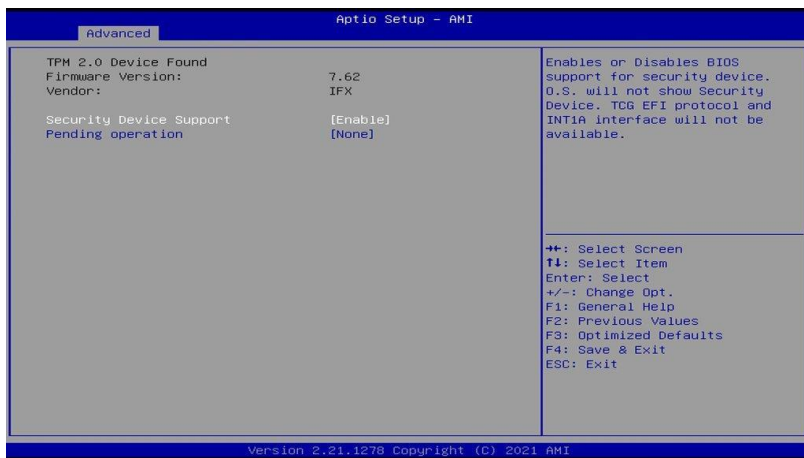 Aptio Setup - AMI
Advanced
TPM 2.0 Device Found
Firmware Version: 7.62
Vendor: IFX
Security Device Support [Enable]
Pending operation [None]
Enables or Disables BIOS
support for security device.
O.S. will not show Security
Device. TCG EFI protocol and
INT1A interface will not be
available.
→←: Select Screen
↑↓: Select Item
Enter: Select
+/-: Change Opt.
F1: General Help
F2: Previous Values
F3: Optimized Defaults
F4: Save & Exit
ESC: Exit
Version 2.21.1278 Copyright (C) 2021 AMI